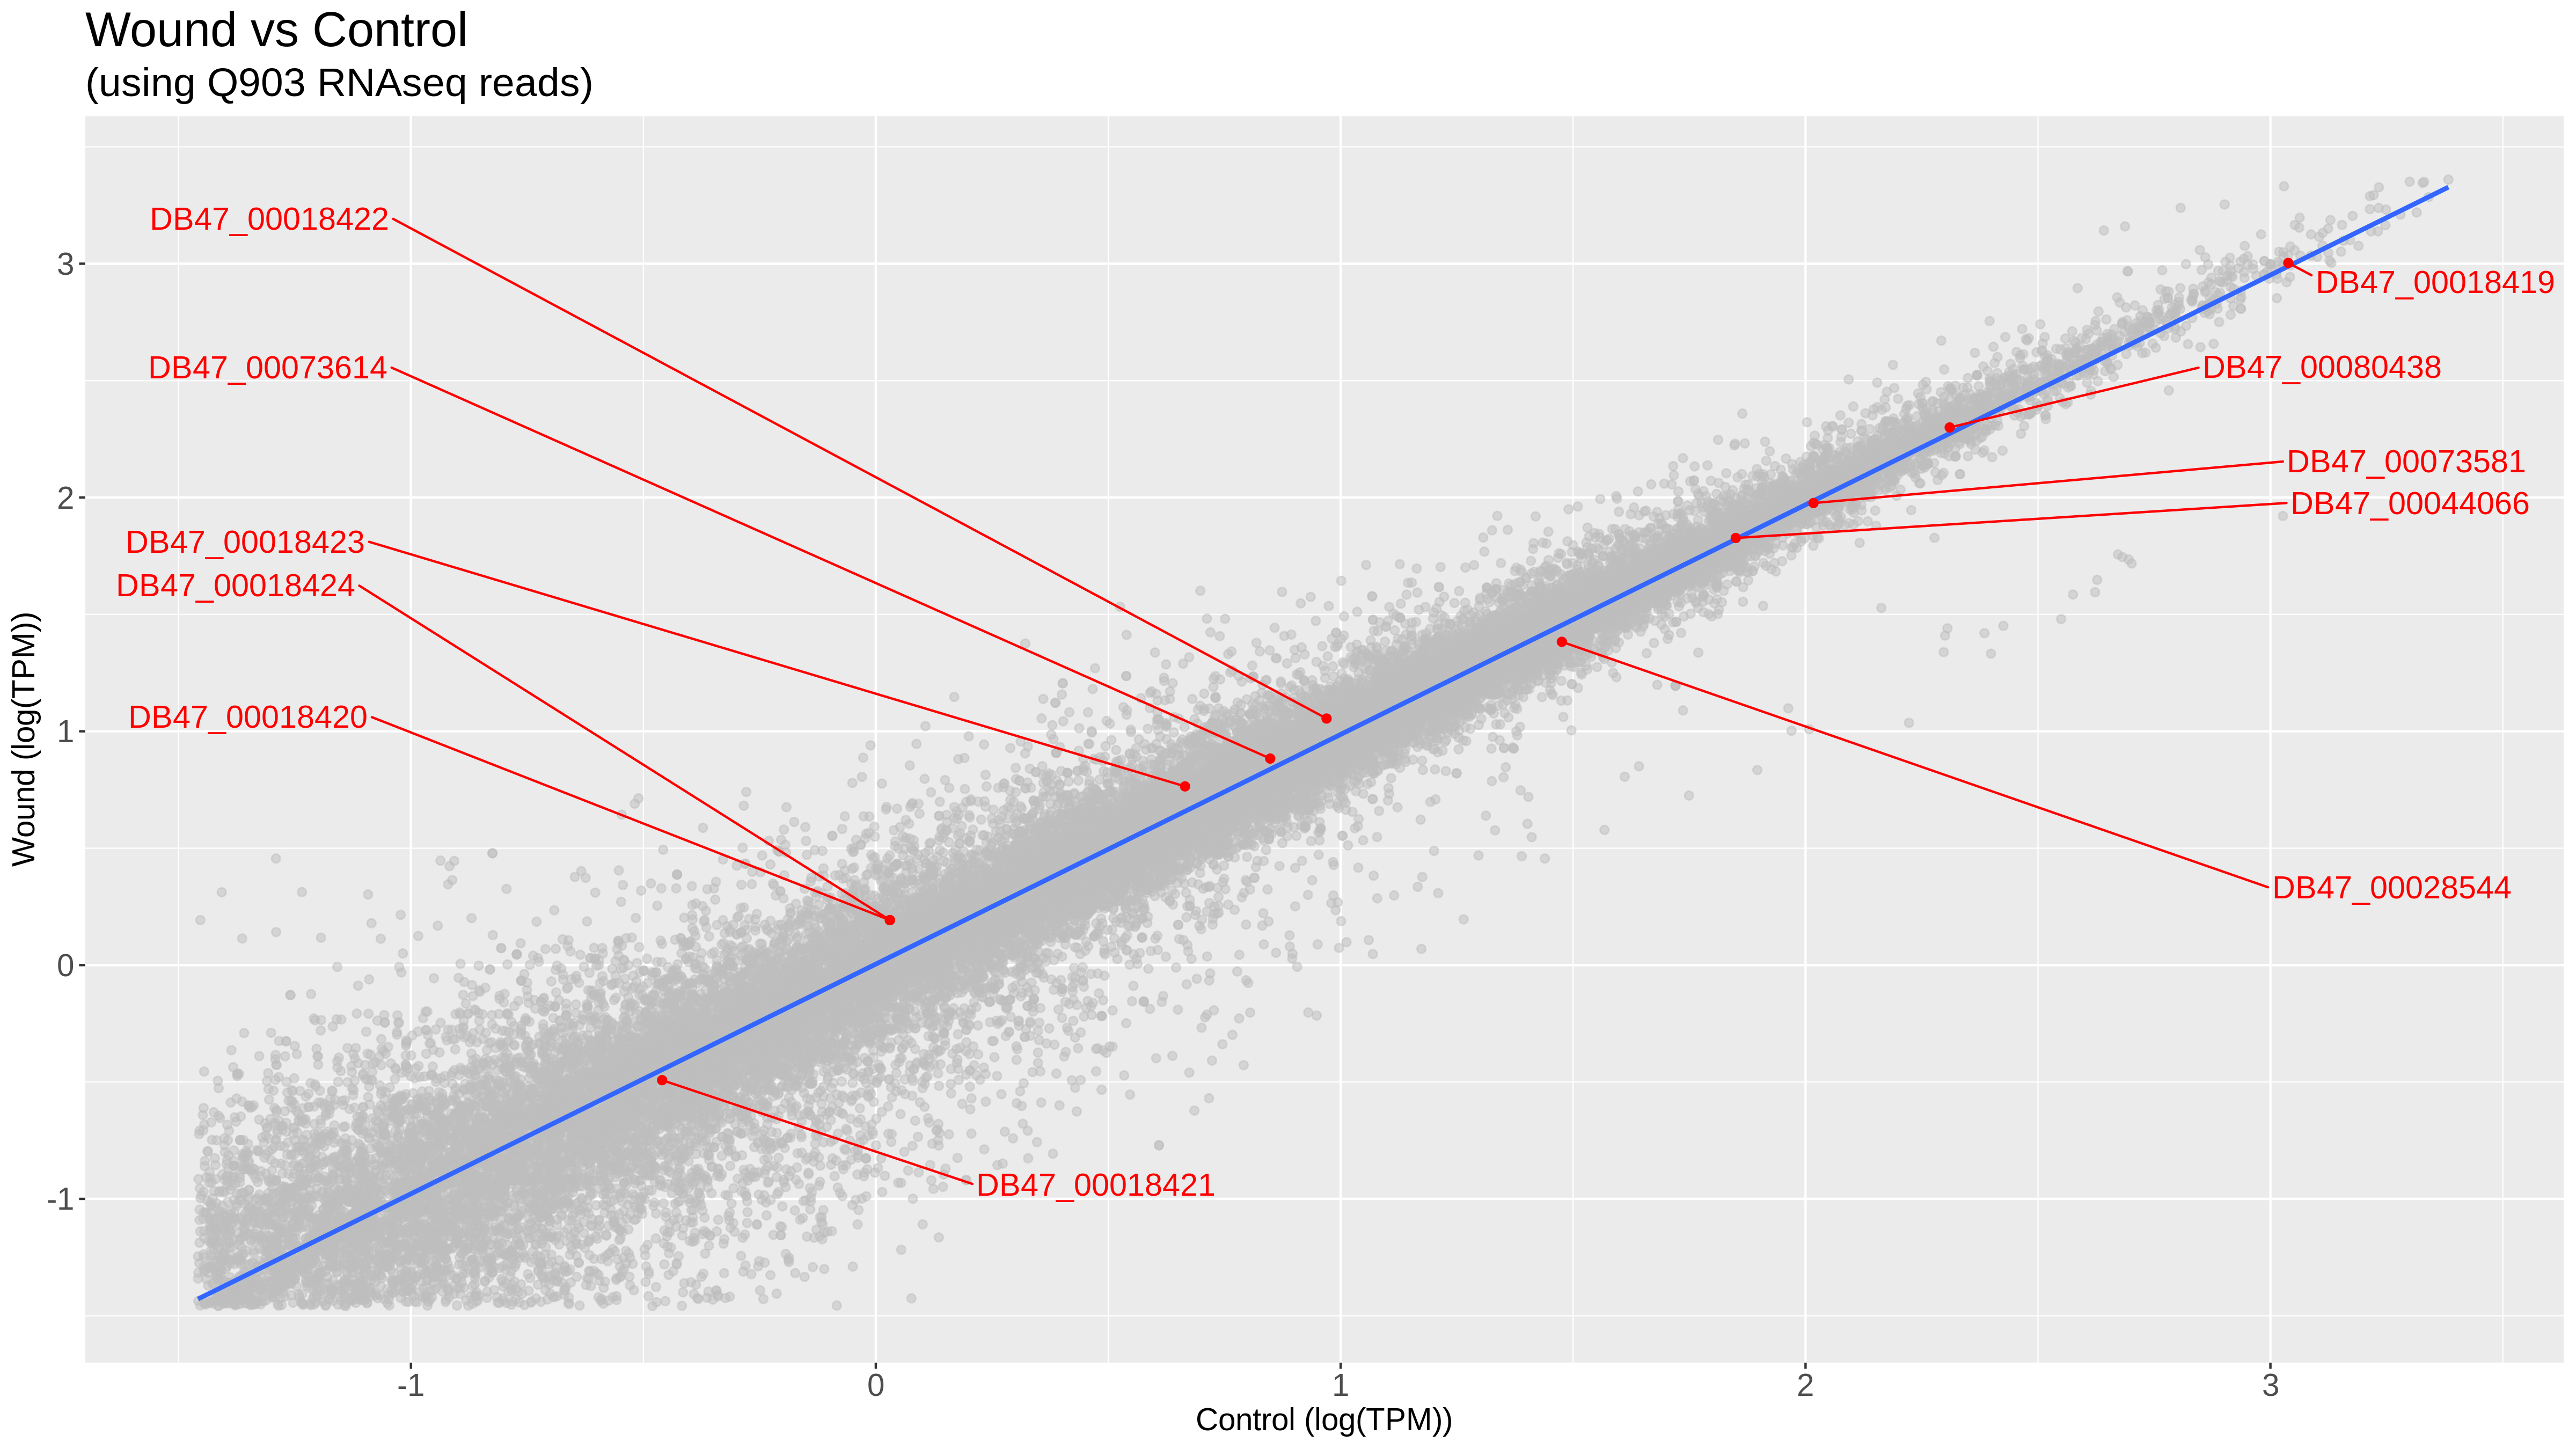 Wound vs Control
(using Q903 RNAseq reads)
DB47_00018422
DB47_00073614
DB47_00018423
DB47_00018424
DB47_00018420
DB47_00018419
DB47_00080438
DB47_00073581
DB47_00044066
DB47_00028544
DB47_00018421
Wound (log(TPM))
3
2
1
0
-1
-1 0 1 2 3
Control (log(TPM))